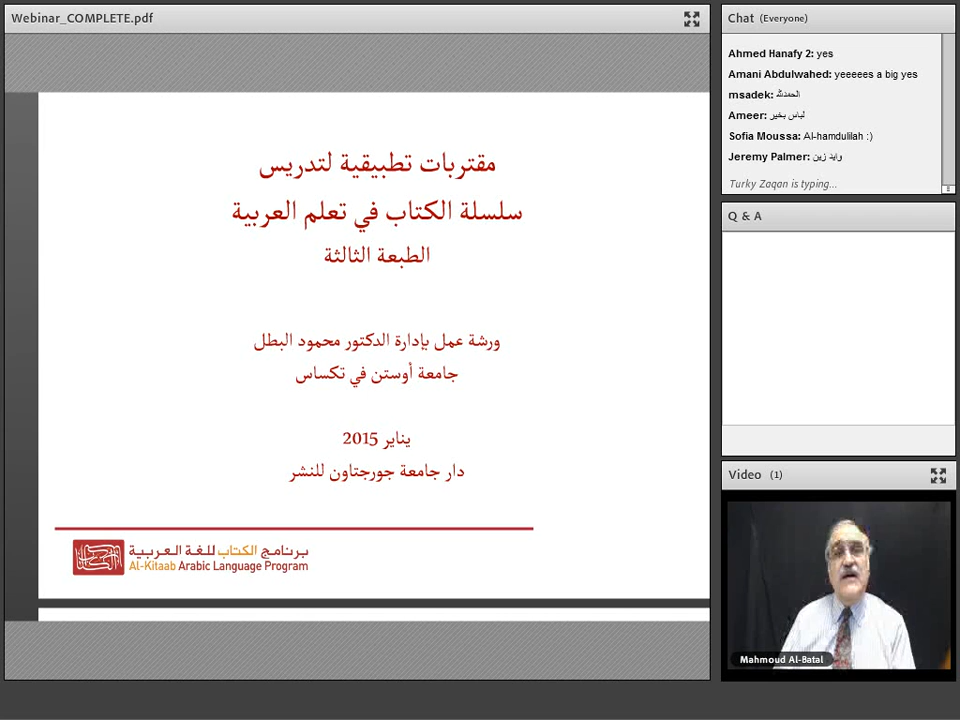 Webinar_COMPLETE.pdf
مقتربات تطبيقية لتدريس
سلسلة الكتاب في تعلم العربية
الطبعة الثالثة
ورشة عمل بإدارة الدكتور محمود البطل
جامعة أوستن في تكساس
يناير 2015
دار جامعة جورجتاون للنشر
برنامج الكتاب للغة العربية
Al-Kitaab Arabic Language Program
Chat (Everyone)
Ahmed Hanafy 2: yes
Amani Abdulwahed: yeeeees a big yes
msadek: الحمدلله
Ameer: لباس بخير
Sofia Moussa: Al-hamdulilah :)
Jeremy Palmer: وايد زين
Turky Zaqan is typing...
Q & A
Video (1)
Mahmoud Al-Batal